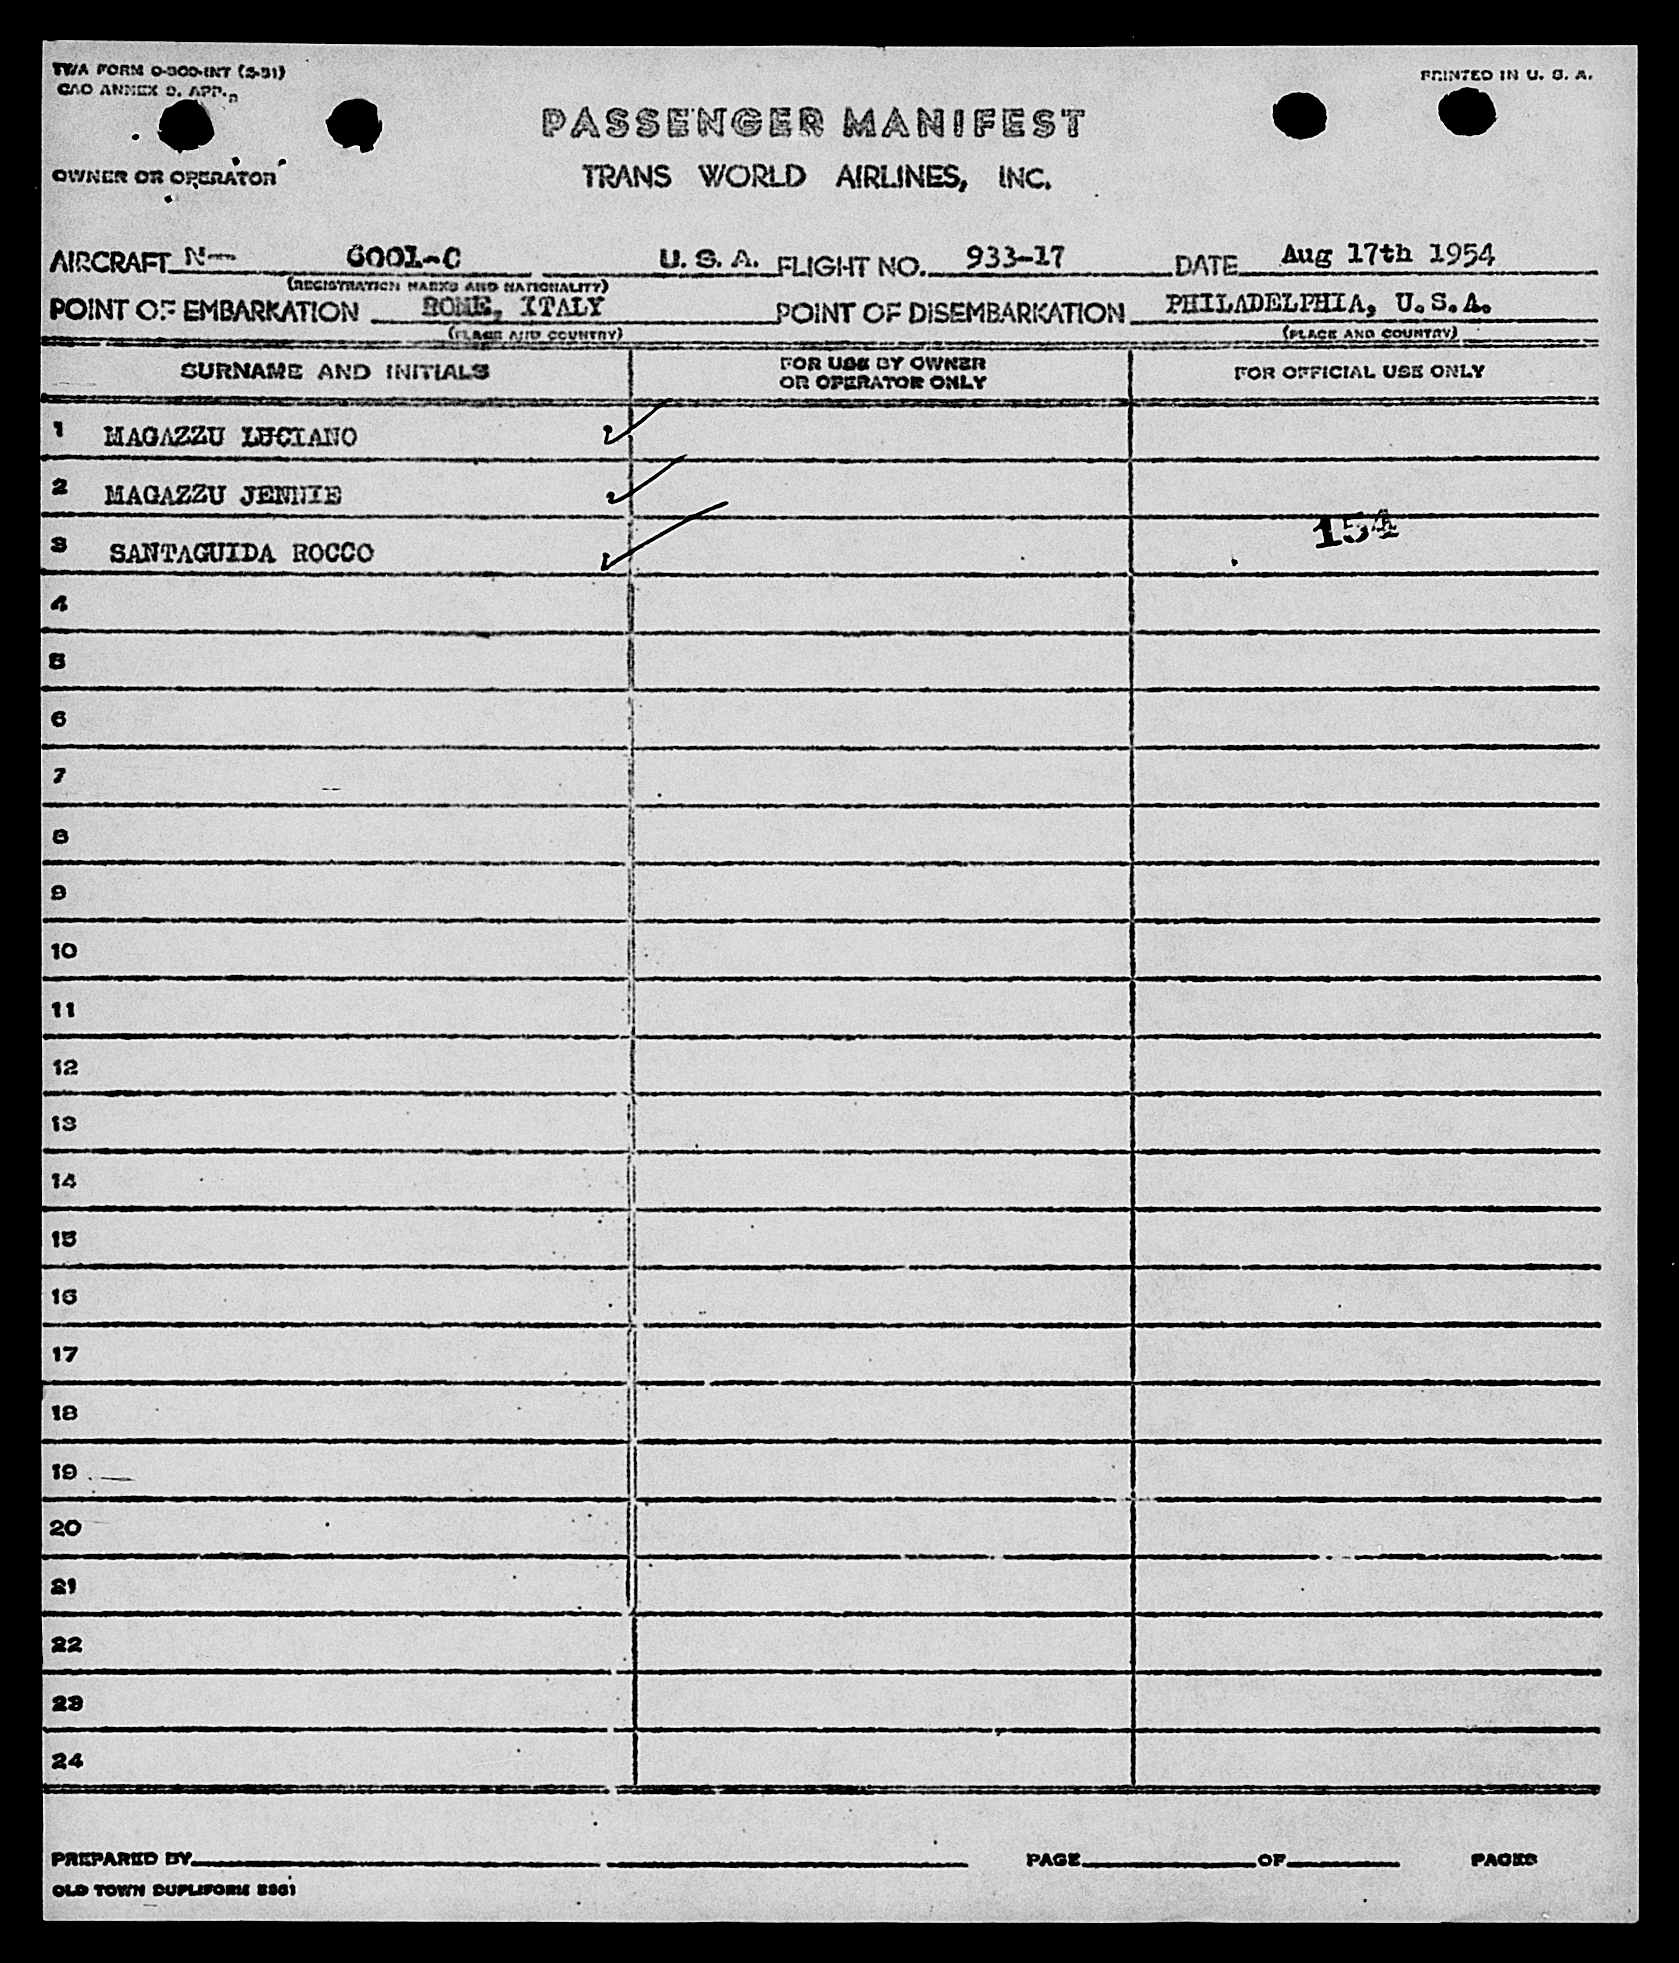 TWA FORM O-300-INT (5-51)
PRINTED IN U. S. A.
CAO ANNEX 9. APP.
PASSENGER MANIFEST
OWNER OR OPERATOR
TRANS WORLD AIRLINES, INC.
AIRCRAFT N- 6001-C U. S. A. FLIGHT NO. 933-17 DATE Aug 17th 1954
(REGISTRATION MARKS AND NATIONALITY)
POINT OF EMBARKATION ROME, ITALY POINT OF DISEMBARKATION PHILADELPHIA, U.S.A.
(PLACE AND COUNTRY) (PLACE AND COUNTRY)
SURNAME AND INITIALS
FOR USE BY OWNER
OR OPERATOR ONLY
FOR OFFICIAL USE ONLY
1 MAGAZZU LUCIANO
2 MAGAZZU JENNIE
3 SANTAGUIDA ROCCO
154
4
5
6
7
8
9
10
11
12
13
14
15
16
17
18
19
20
21
22
23
24
PREPARED BY
PAGE OF PAGES
OLD TOWN DUPLIFORM